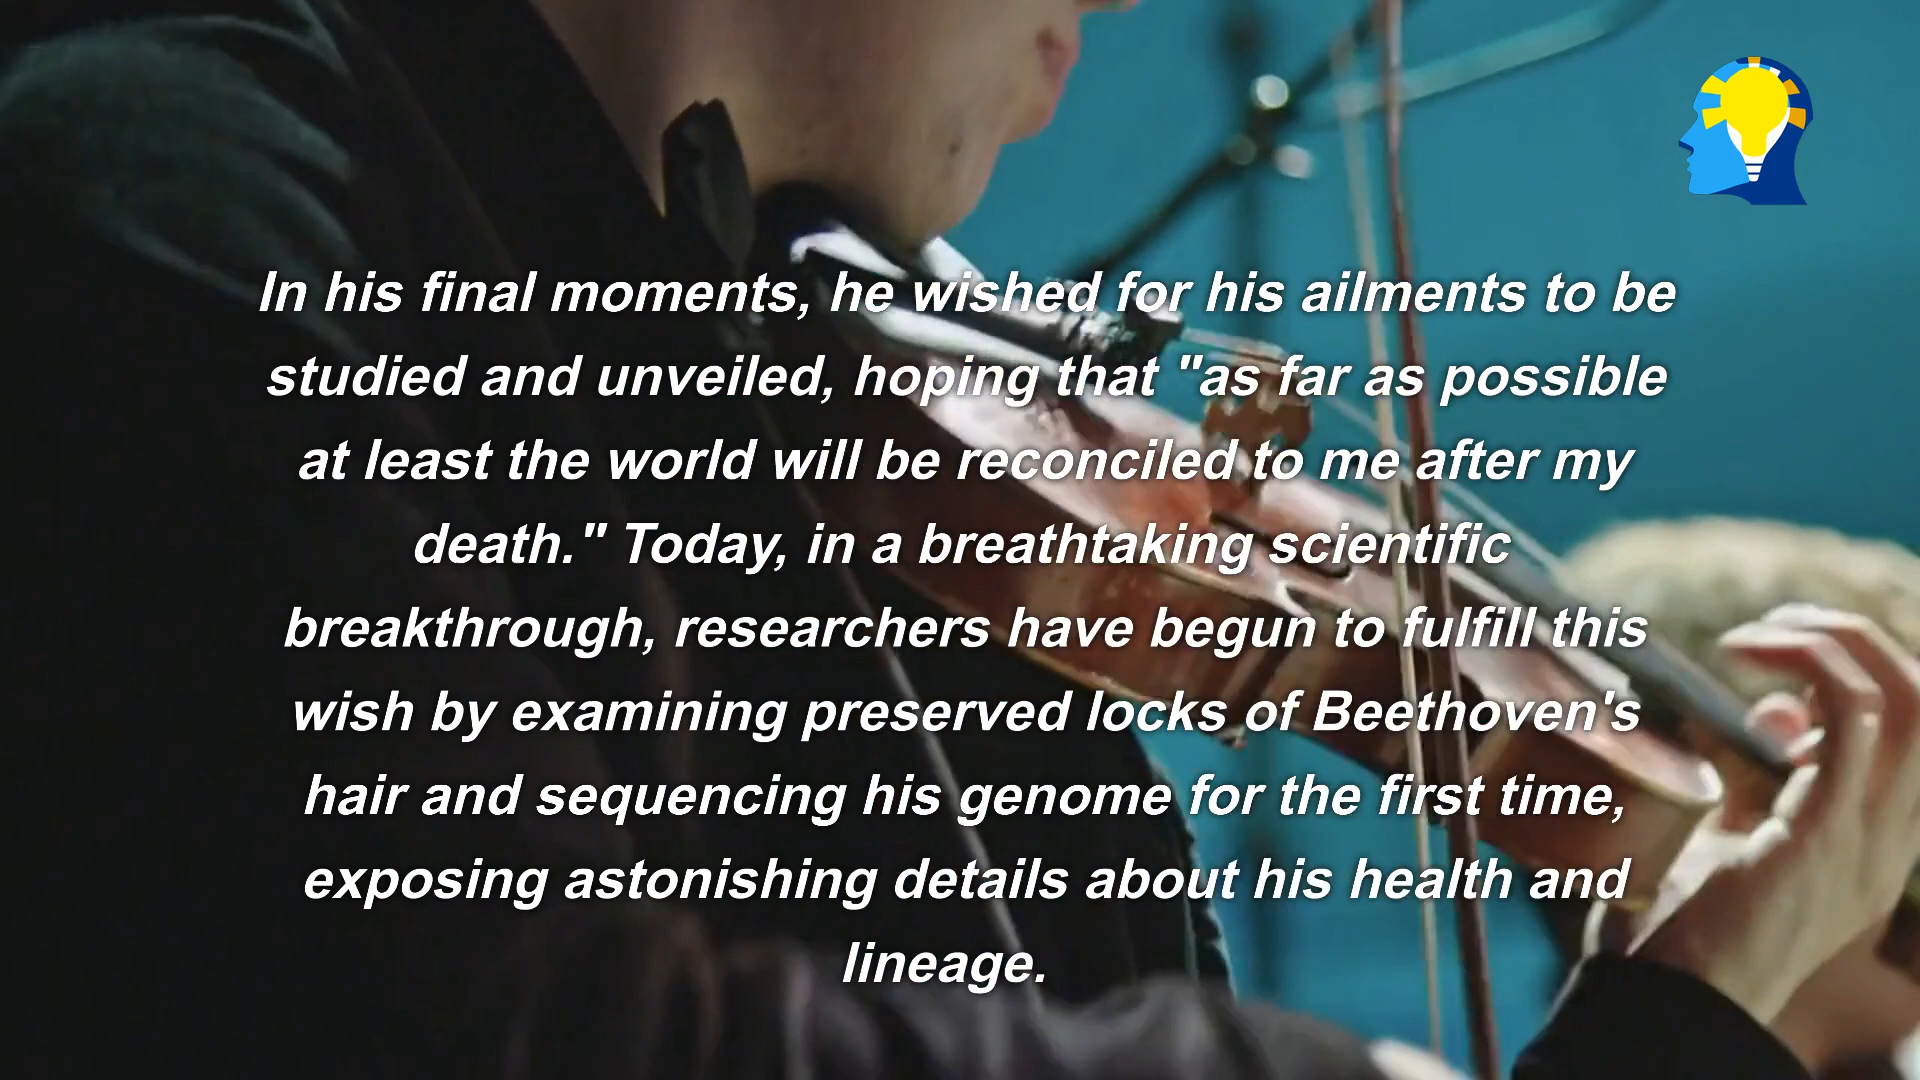 In his final moments, he wished for his ailments to be
studied and unveiled, hoping that "as far as possible
at least the world will be reconciled to me after my
death." Today, in a breathtaking scientific
breakthrough, researchers have begun to fulfill this
wish by examining preserved locks of Beethoven's
hair and sequencing his genome for the first time,
exposing astonishing details about his health and
lineage.